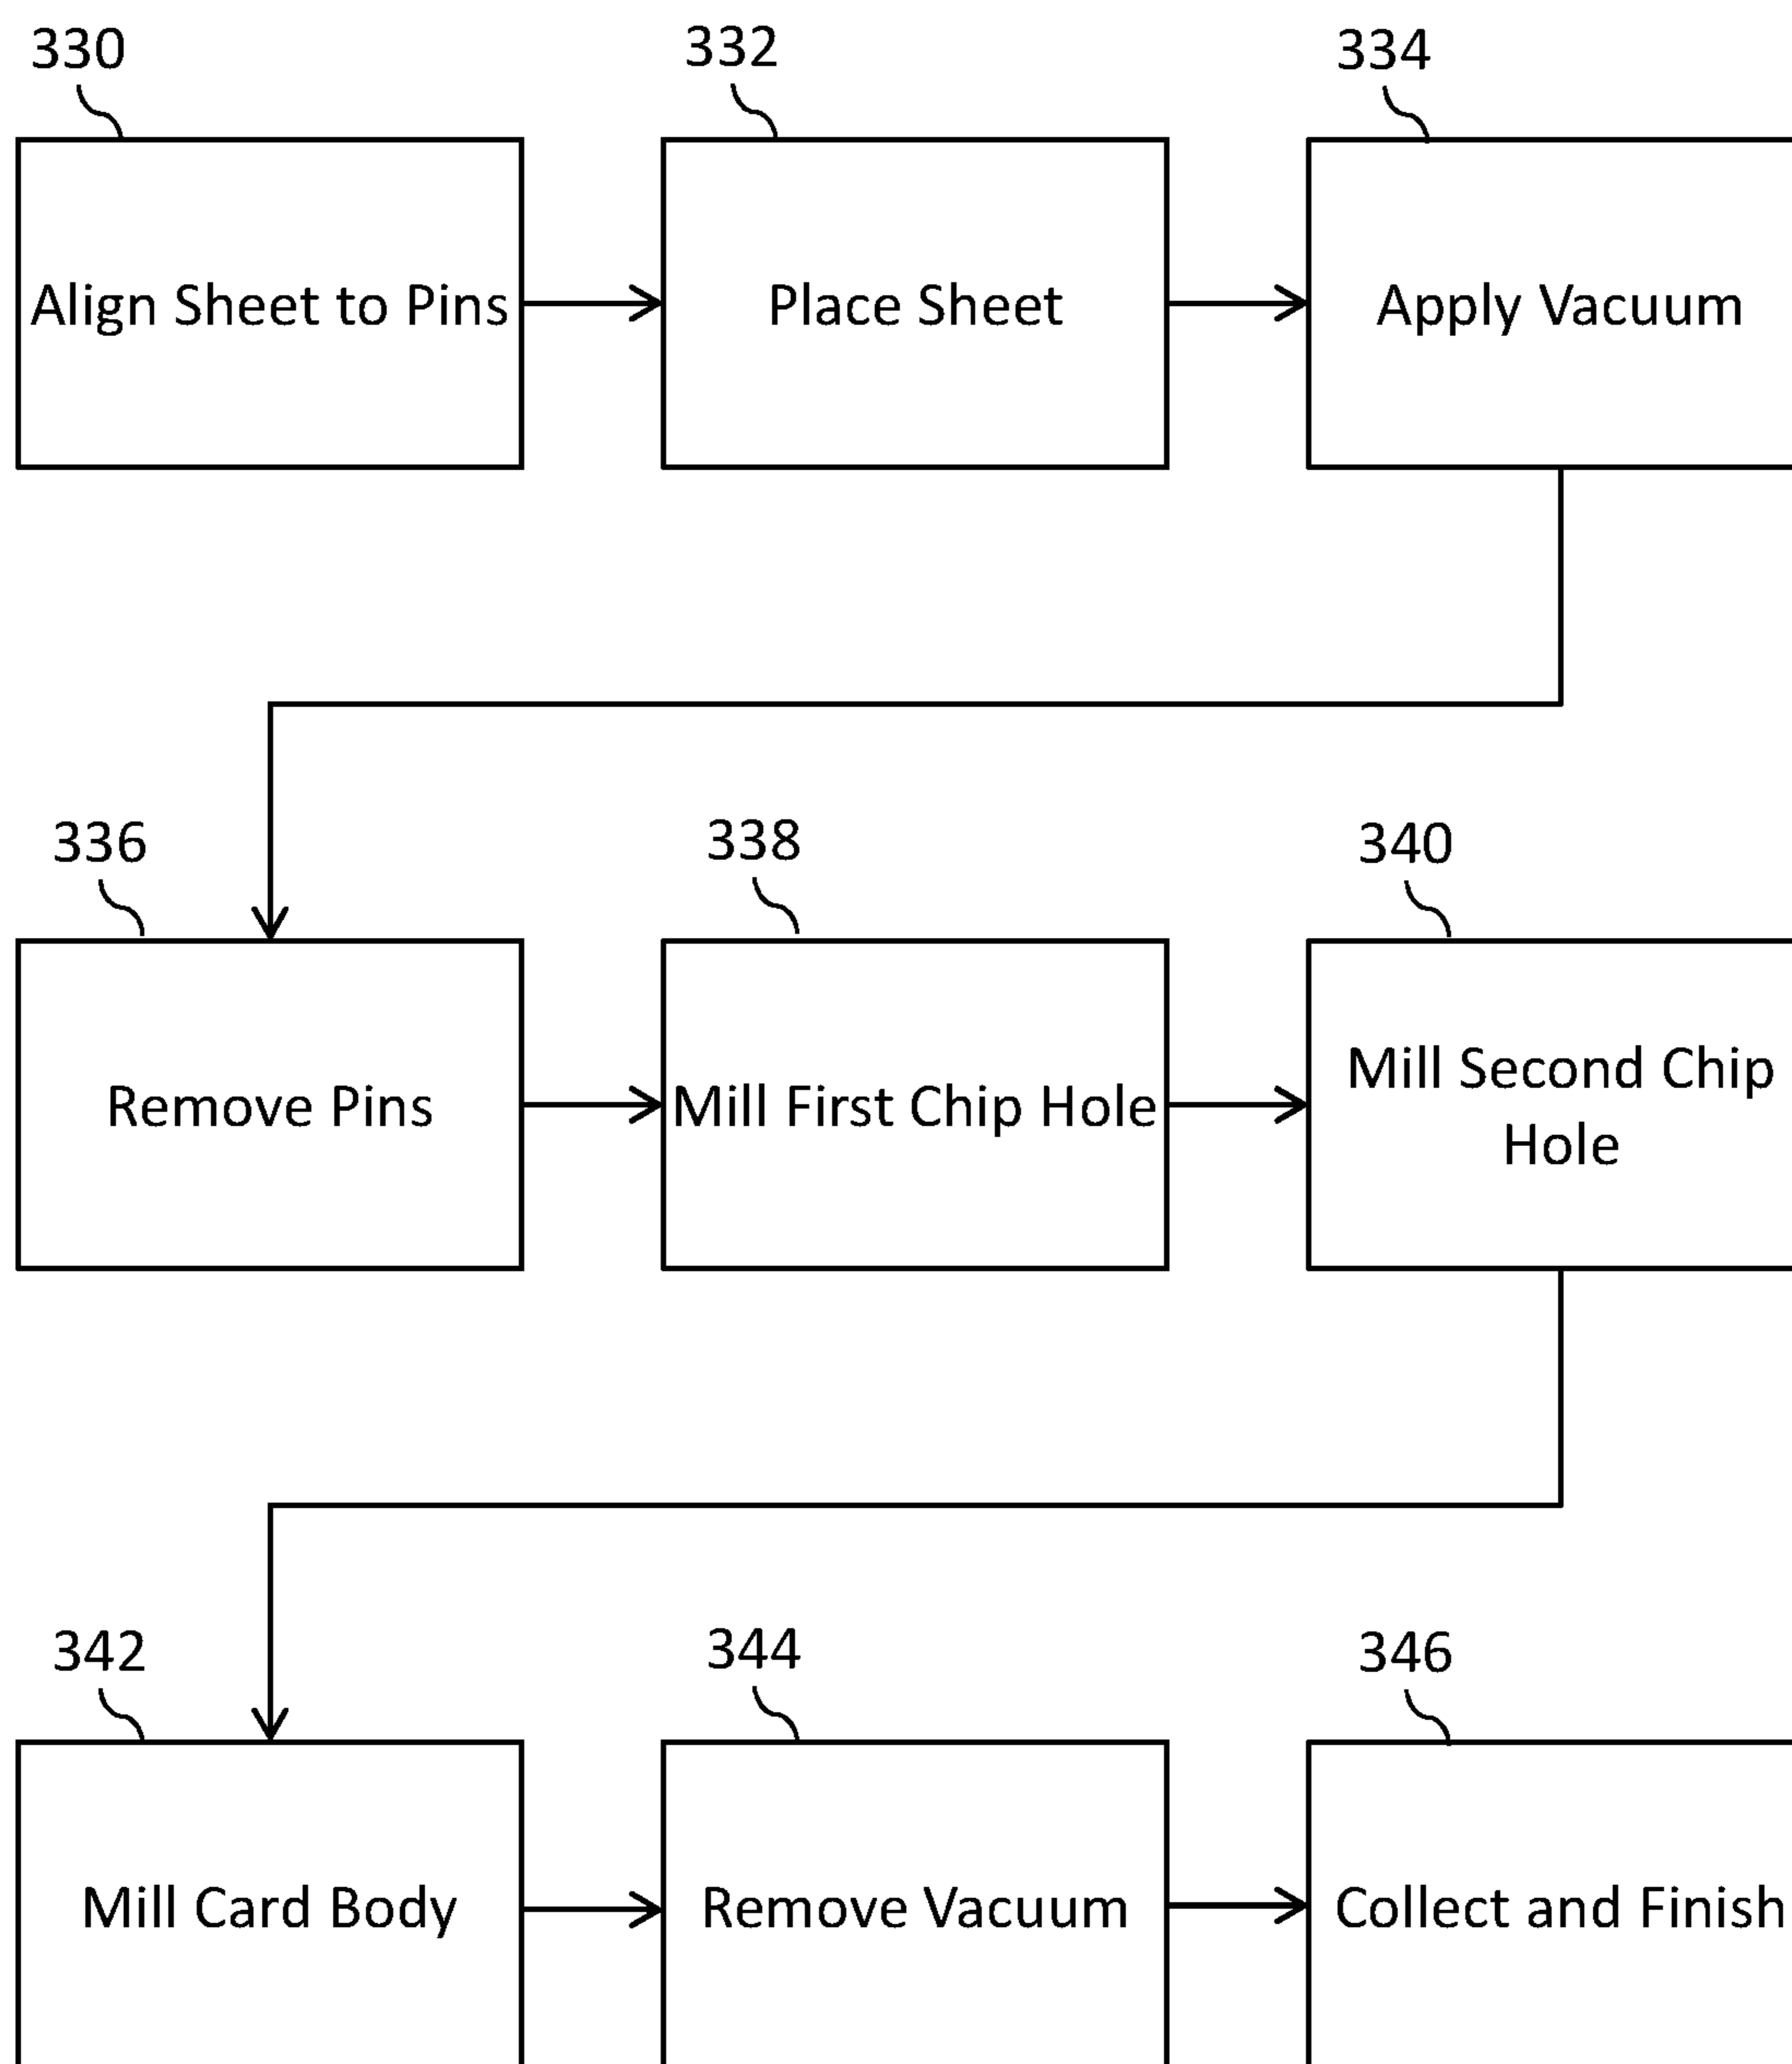 330
332
334
Align Sheet to Pins
Place Sheet
Apply Vacuum
336
338
340
Remove Pins
Mill First Chip Hole
Mill Second Chip
Hole
342
344
346
Mill Card Body
Remove Vacuum
Collect and Finish